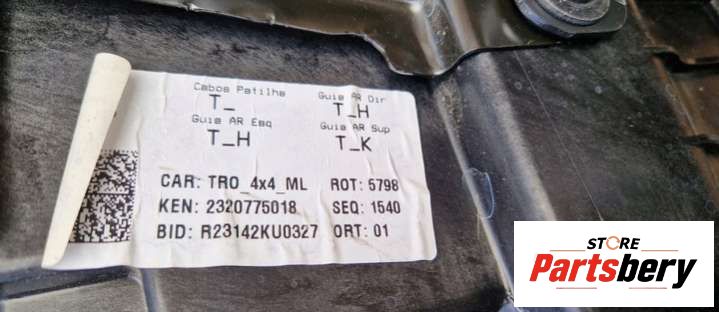 Cabos Patilha
T_
Guia AR Dir
T_H
Guia AR Esq
T_H
Guia AR Sup
T_K
CAR: TRO_4x4_ML ROT: 5798
KEN: 2320775018 SEQ: 1540
BID: R23142KU0327 ORT: 01
STORE
Partsbery